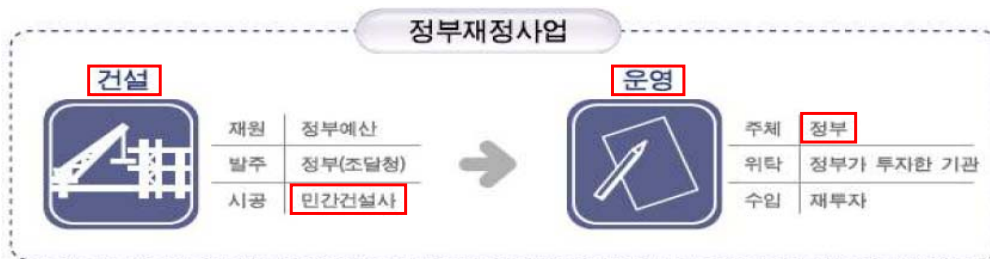 정부재정사업
건설
재원 정부예산
발주 정부(조달청)
시공 민간건설사
운영
주체 정부
위탁 정부가 투자한 기관
수입 재투자